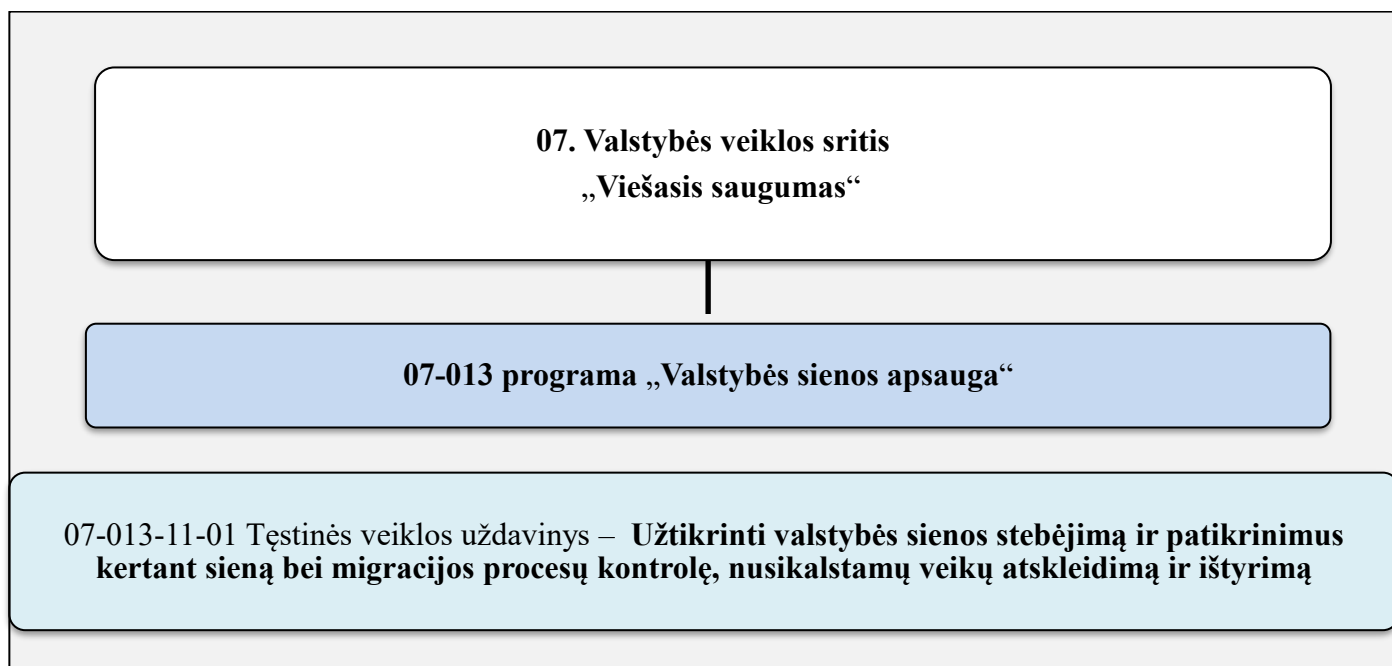 07. Valstybės veiklos sritis
„Viešasis saugumas“
07-013 programa „Valstybės sienos apsauga“
07-013-11-01 Tęstinės veiklos uždavinys – Užtikrinti valstybės sienos stebėjimą ir patikrinimus
kertant sieną bei migracijos procesų kontrolę, nusikalstamų veikų atskleidimą ir ištyrimą